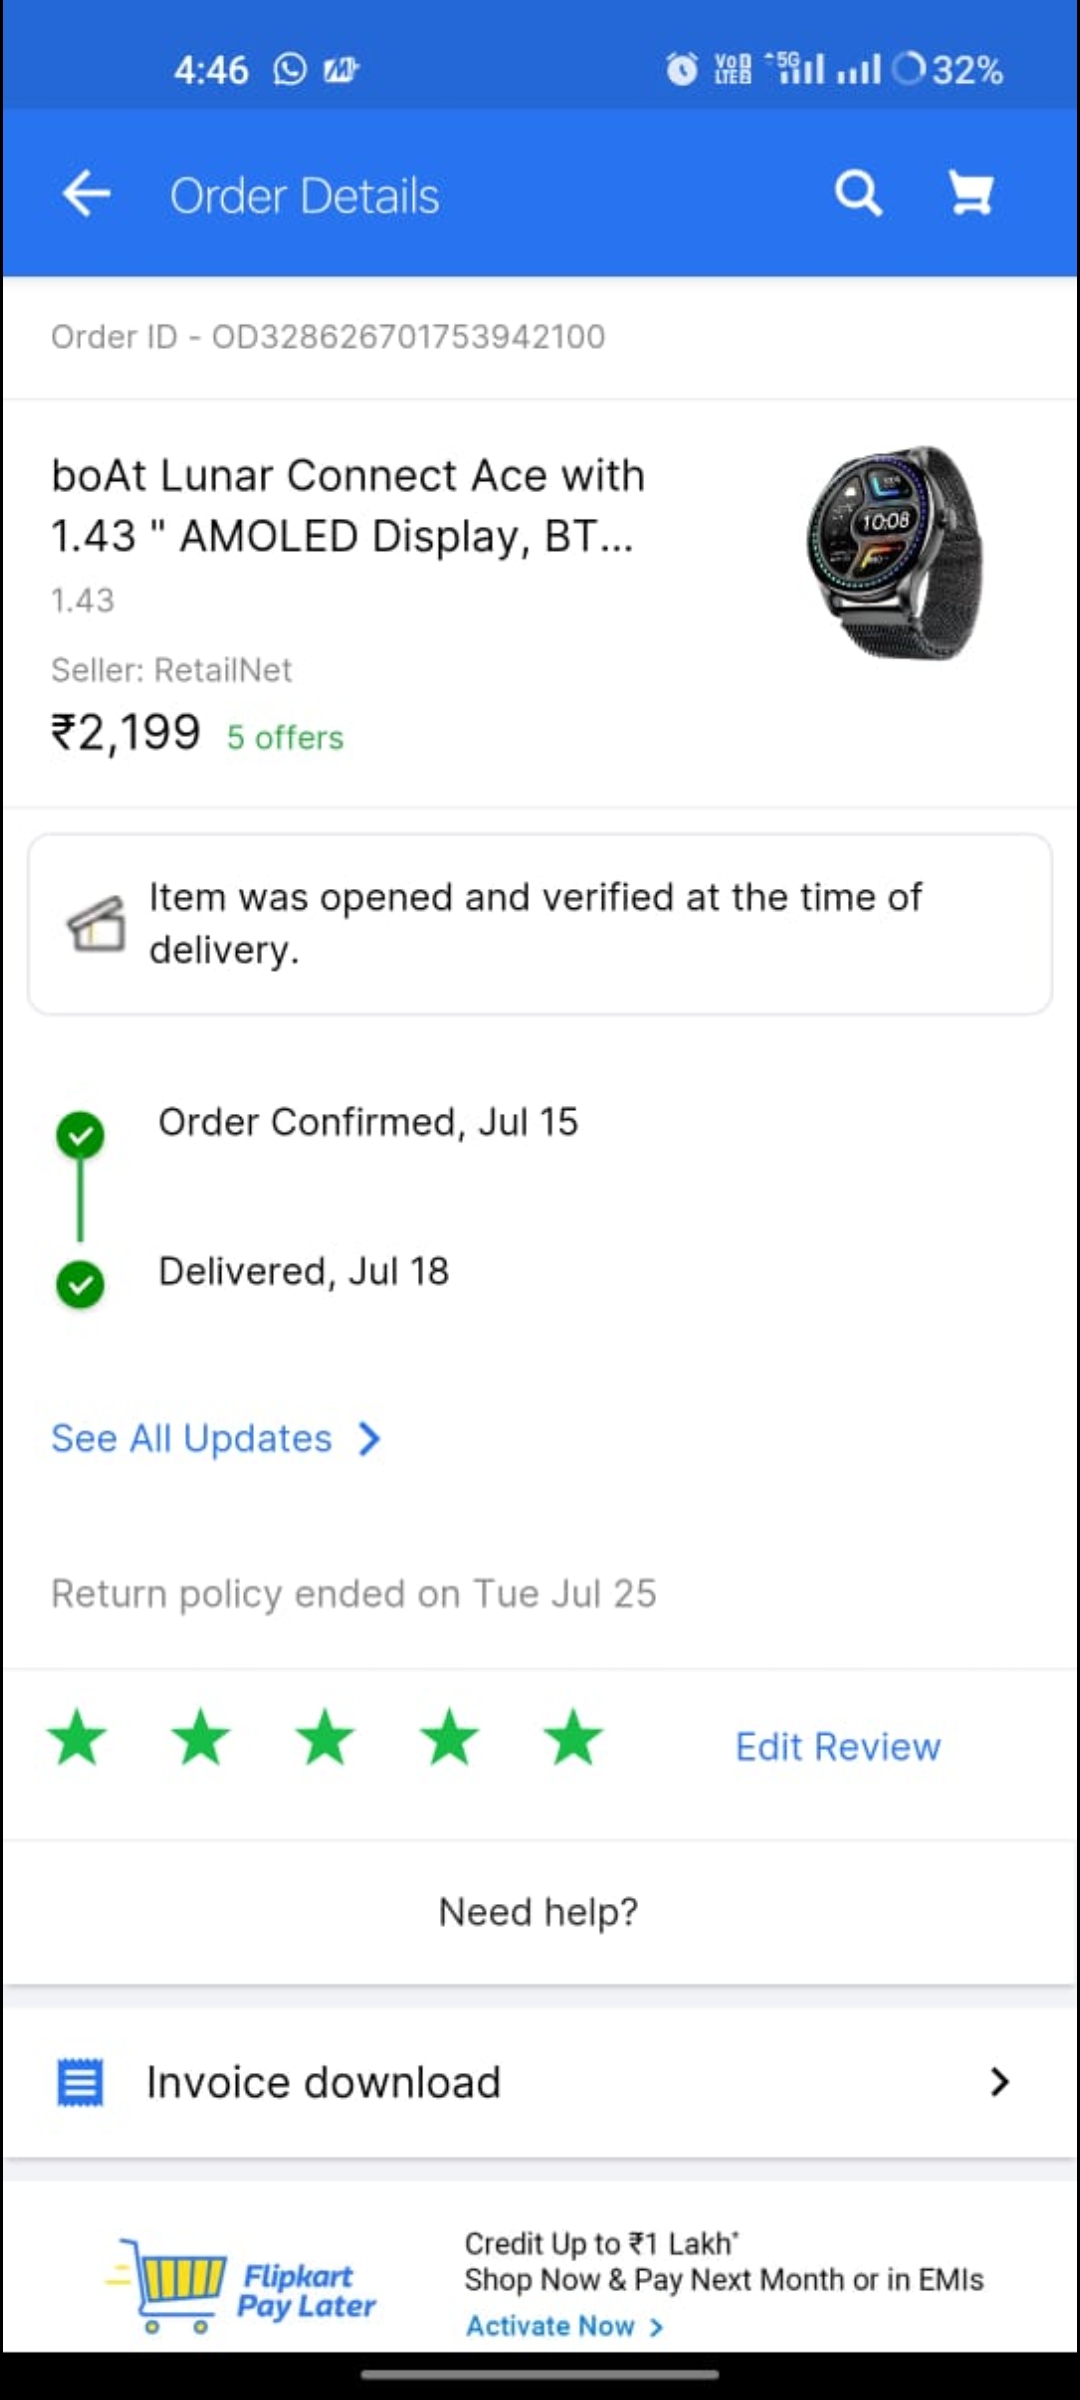 4:46
VoD LTED 5G 32%
Order Details
Order ID - OD328626701753942100
boAt Lunar Connect Ace with
1.43 " AMOLED Display, BT...
1.43
Seller: RetailNet
₹2,199 5 offers
10:08
Item was opened and verified at the time of
delivery.
Order Confirmed, Jul 15
Delivered, Jul 18
See All Updates
Return policy ended on Tue Jul 25
Edit Review
Need help?
Invoice download
Flipkart
Pay Later
Credit Up to ₹1 Lakh*
Shop Now & Pay Next Month or in EMIs
Activate Now